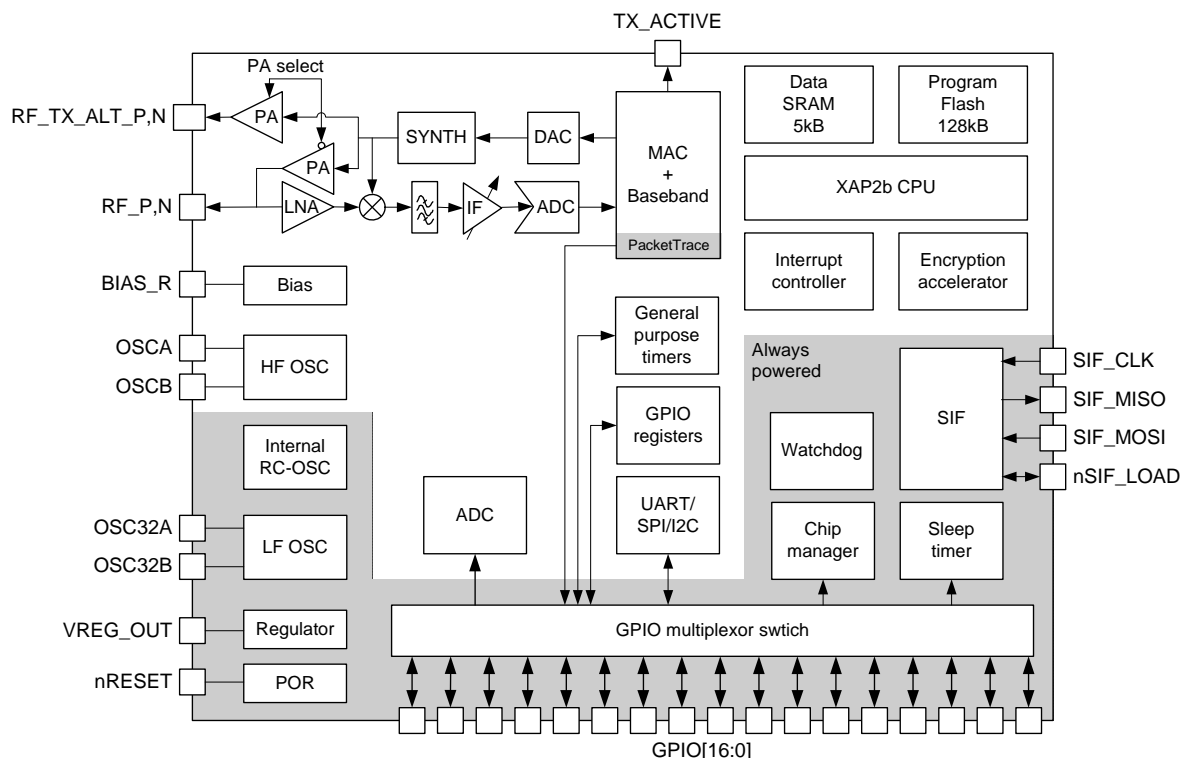 TX_ACTIVE
PA select
RF_TX_ALT_P,N
PA
SYNTH
DAC
MAC
+
Baseband
PacketTrace
PA
RF_P,N
LNA
IF
ADC
Data
SRAM
5kB
Program
Flash
128kB
XAP2b CPU
Interrupt
controller
Encryption
accelerator
BIAS_R
Bias
OSCA
OSCB
HF OSC
General
purpose
timers
Always
powered
SIF
SIF_CLK
SIF_MISO
SIF_MOSI
nSIF_LOAD
Internal
RC-OSC
GPIO
registers
Watchdog
OSC32A
OSC32B
LF OSC
ADC
UART/
SPI/I2C
Chip
manager
Sleep
timer
VREG_OUT
Regulator
GPIO multiplexor swtich
nRESET
POR
GPIO[16:0]